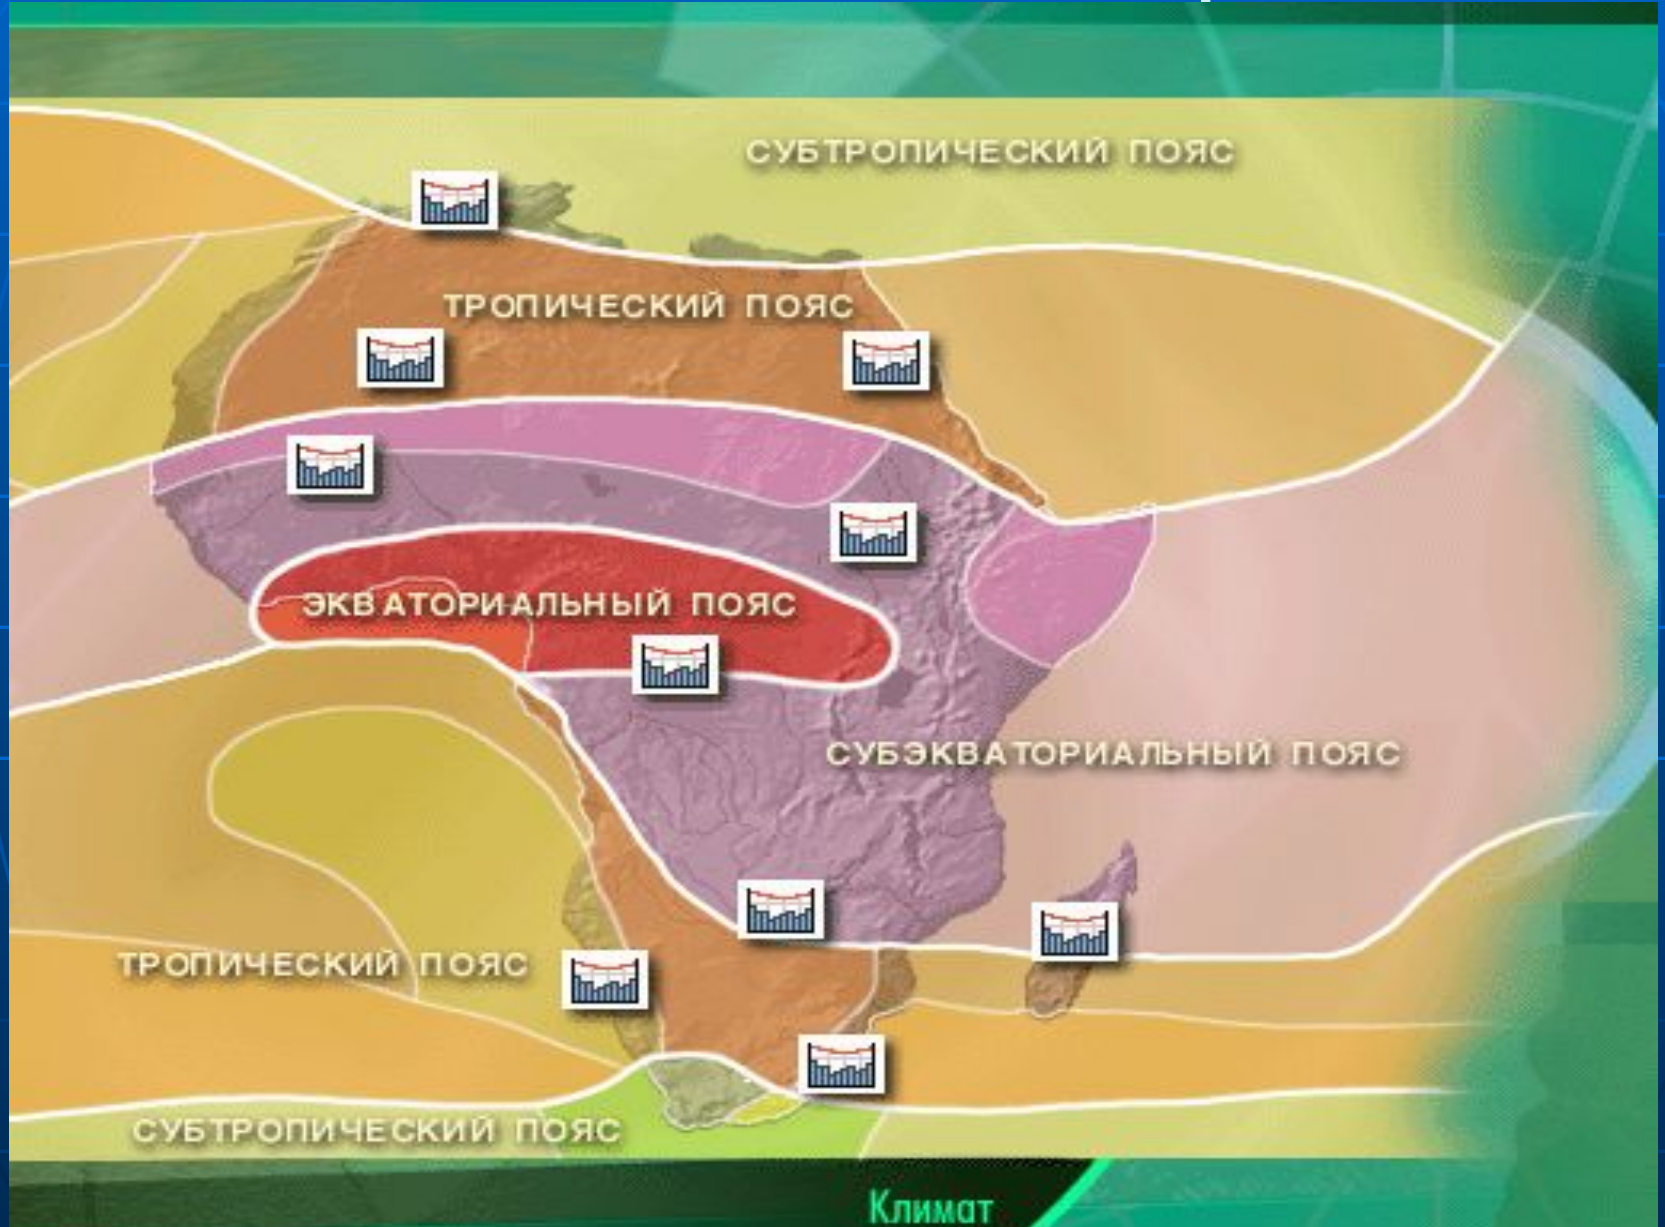 СУБТРОПИЧЕСКИЙ ПОЯС
ТРОПИЧЕСКИЙ ПОЯС
ЭКВАТОРИАЛЬНЫЙ ПОЯС
СУБЭКВАТОРИАЛЬНЫЙ ПОЯС
ТРОПИЧЕСКИЙ ПОЯС
СУБТРОПИЧЕСКИЙ ПОЯС
Климат